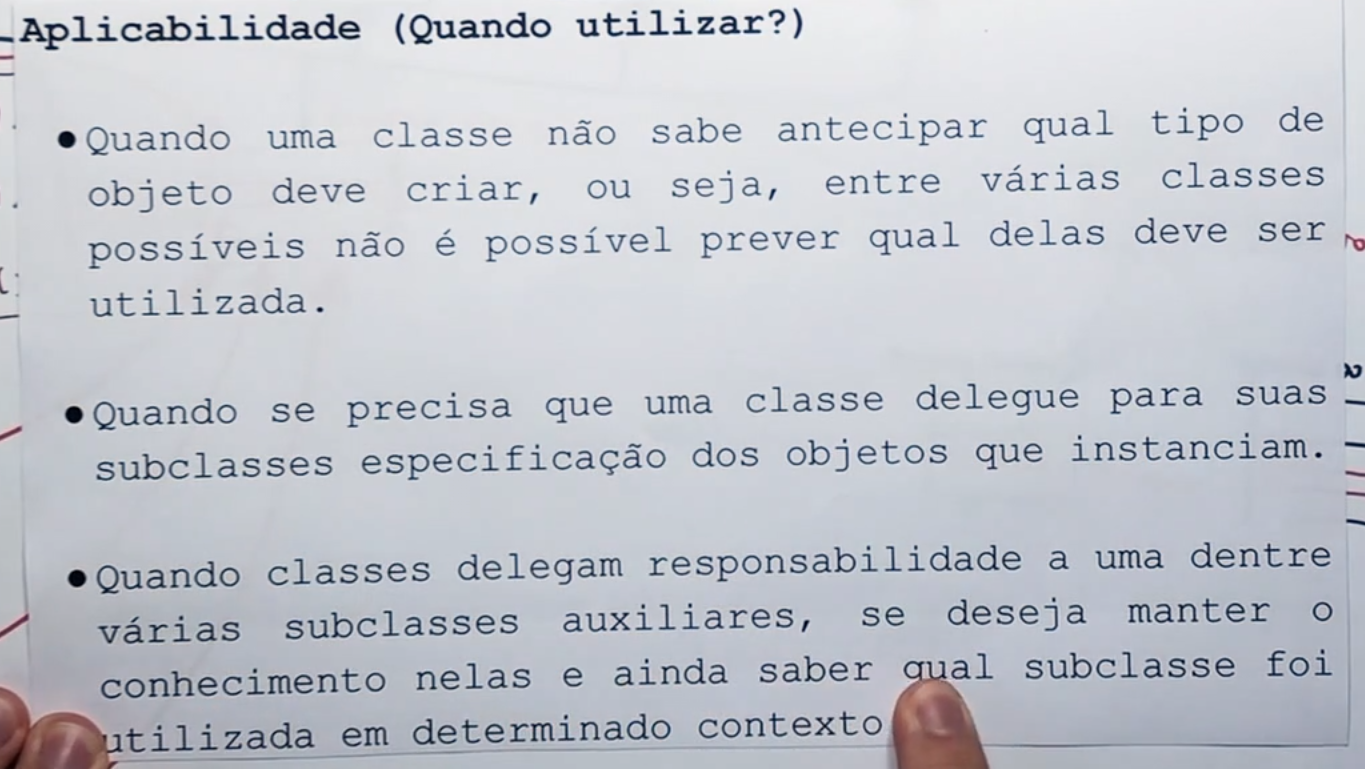 Aplicabilidade (Quando utilizar?)
●Quando uma classe não sabe antecipar qual tipo de
objeto deve criar, ou seja, entre várias classes
possíveis não é possível prever qual delas deve ser
utilizada.
●Quando se precisa que uma classe delegue para suas
subclasses especificação dos objetos que instanciam.
●Quando classes delegam responsabilidade a uma dentre
várias subclasses auxiliares, se deseja manter o
conhecimento nelas e ainda saber qual subclasse foi
utilizada em determinado contexto